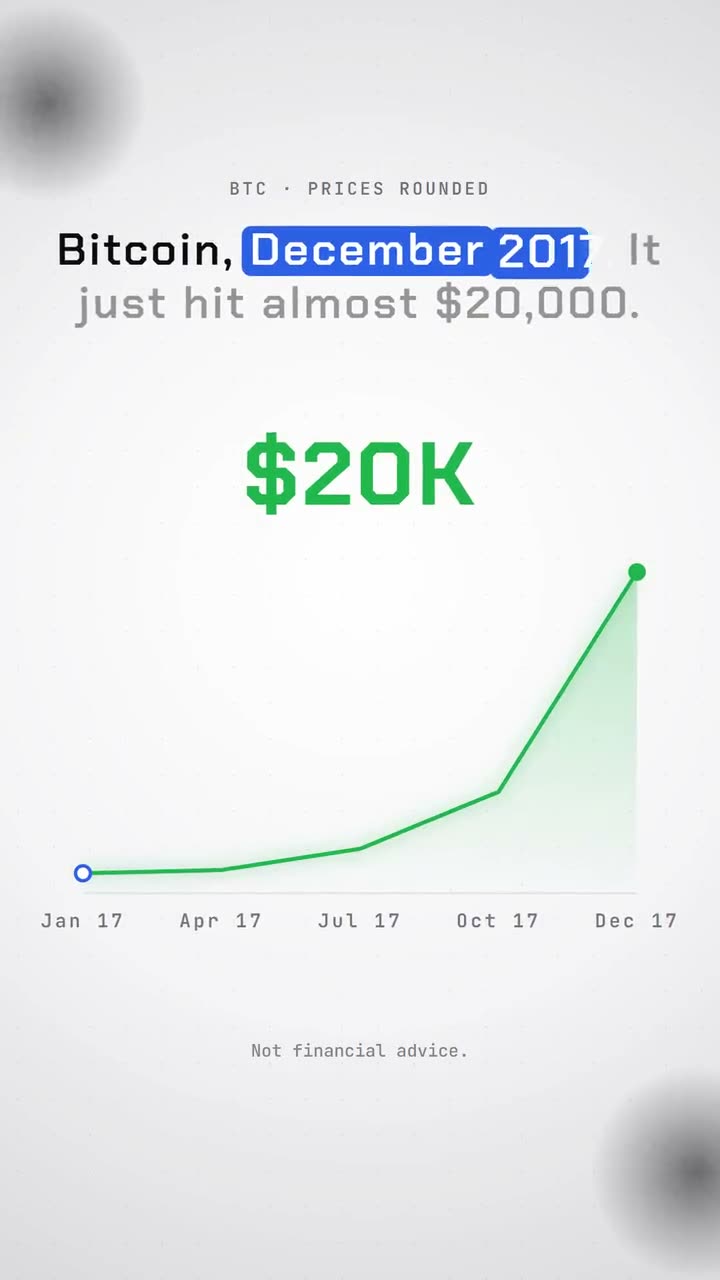 BTC · PRICES ROUNDED
Bitcoin, December 2017. It
just hit almost $20,000.
$20K
Jan 17 Apr 17 Jul 17 Oct 17 Dec 17
Not financial advice.